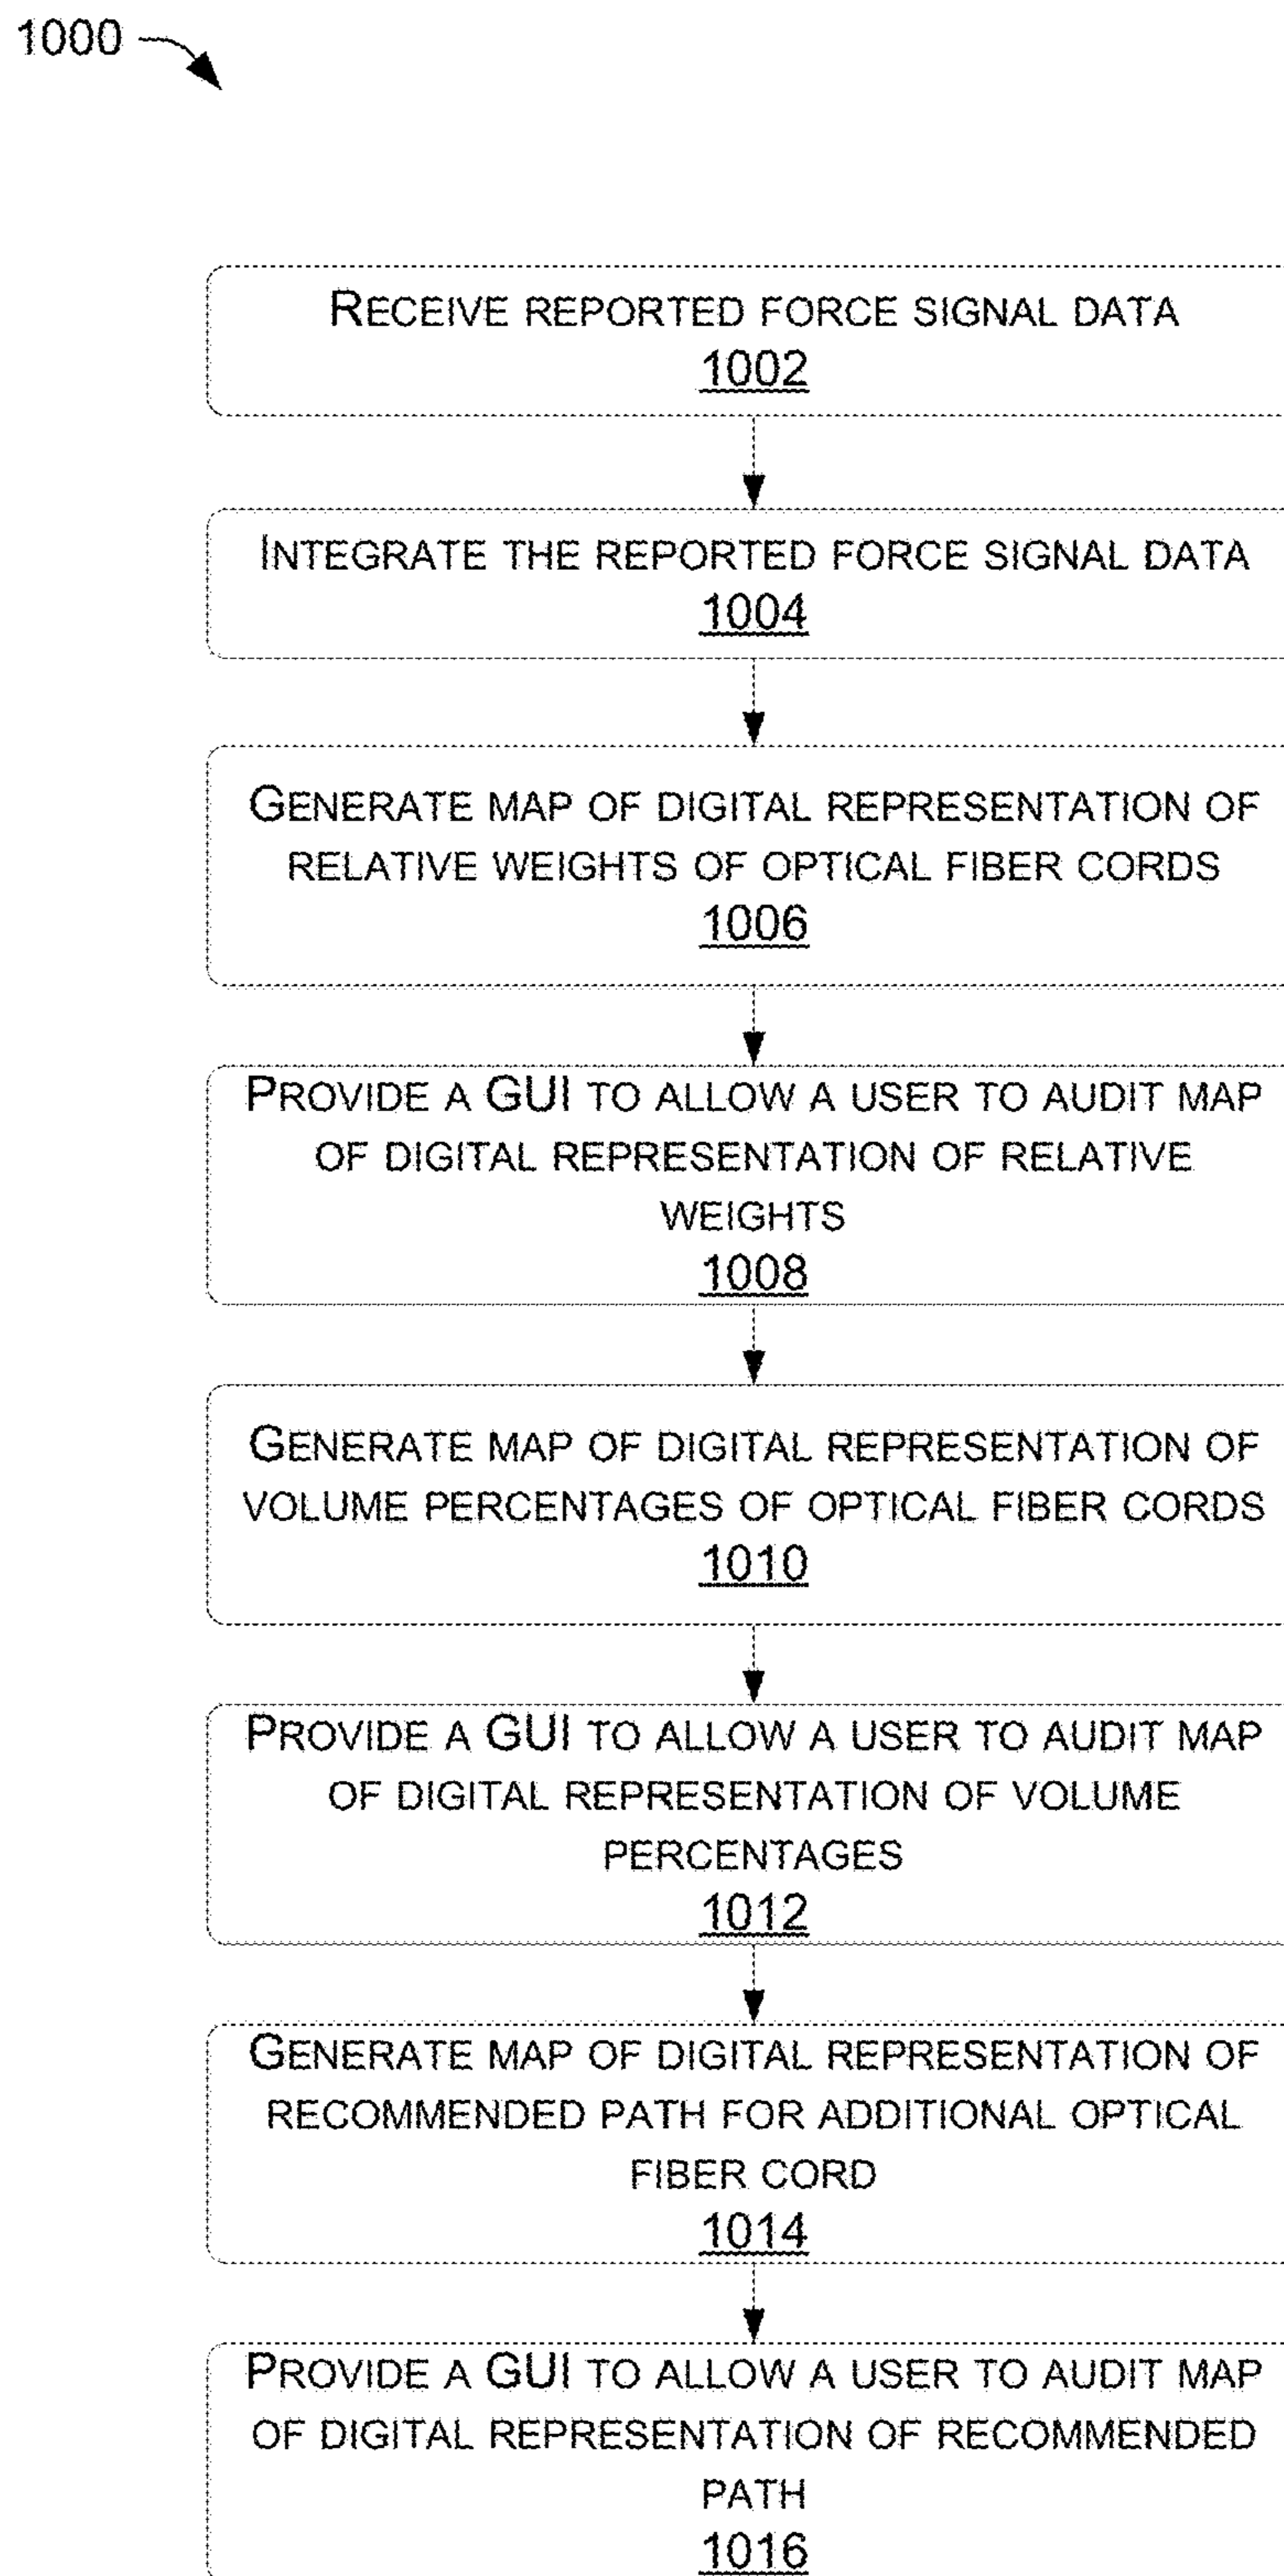 1000
RECEIVE REPORTED FORCE SIGNAL DATA
1002
INTEGRATE THE REPORTED FORCE SIGNAL DATA
1004
GENERATE MAP OF DIGITAL REPRESENTATION OF
RELATIVE WEIGHTS OF OPTICAL FIBER CORDS
1006
PROVIDE A GUI TO ALLOW A USER TO AUDIT MAP
OF DIGITAL REPRESENTATION OF RELATIVE
WEIGHTS
1008
GENERATE MAP OF DIGITAL REPRESENTATION OF
VOLUME PERCENTAGES OF OPTICAL FIBER CORDS
1010
PROVIDE A GUI TO ALLOW A USER TO AUDIT MAP
OF DIGITAL REPRESENTATION OF VOLUME
PERCENTAGES
1012
GENERATE MAP OF DIGITAL REPRESENTATION OF
RECOMMENDED PATH FOR ADDITIONAL OPTICAL
FIBER CORD
1014
PROVIDE A GUI TO ALLOW A USER TO AUDIT MAP
OF DIGITAL REPRESENTATION OF RECOMMENDED
PATH
1016